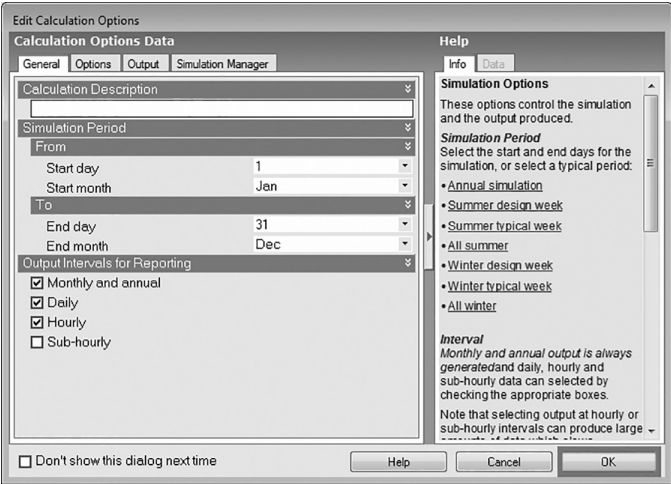 Edit Calculation Options
Calculation Options Data
General Options Output Simulation Manager
Calculation Description
Simulation Period
From
Start day 1
Start month Jan
To
End day 31
End month Dec
Output Intervals for Reporting
Monthly and annual
Daily
Hourly
Sub-hourly
Help
Info Data
Simulation Options
These options control the simulation
and the output produced.
Simulation Period
Select the start and end days for the
simulation, or select a typical period:
• Annual simulation
• Summer design week
• Summer typical week
• All summer
• Winter design week
• Winter typical week
• All winter
Interval
Monthly and annual output is always
generatedand daily, hourly and
sub-hourly data can selected by
checking the appropriate boxes.
Note that selecting output at hourly or
sub-hourly intervals can produce large
Don't show this dialog next time
Help Cancel OK